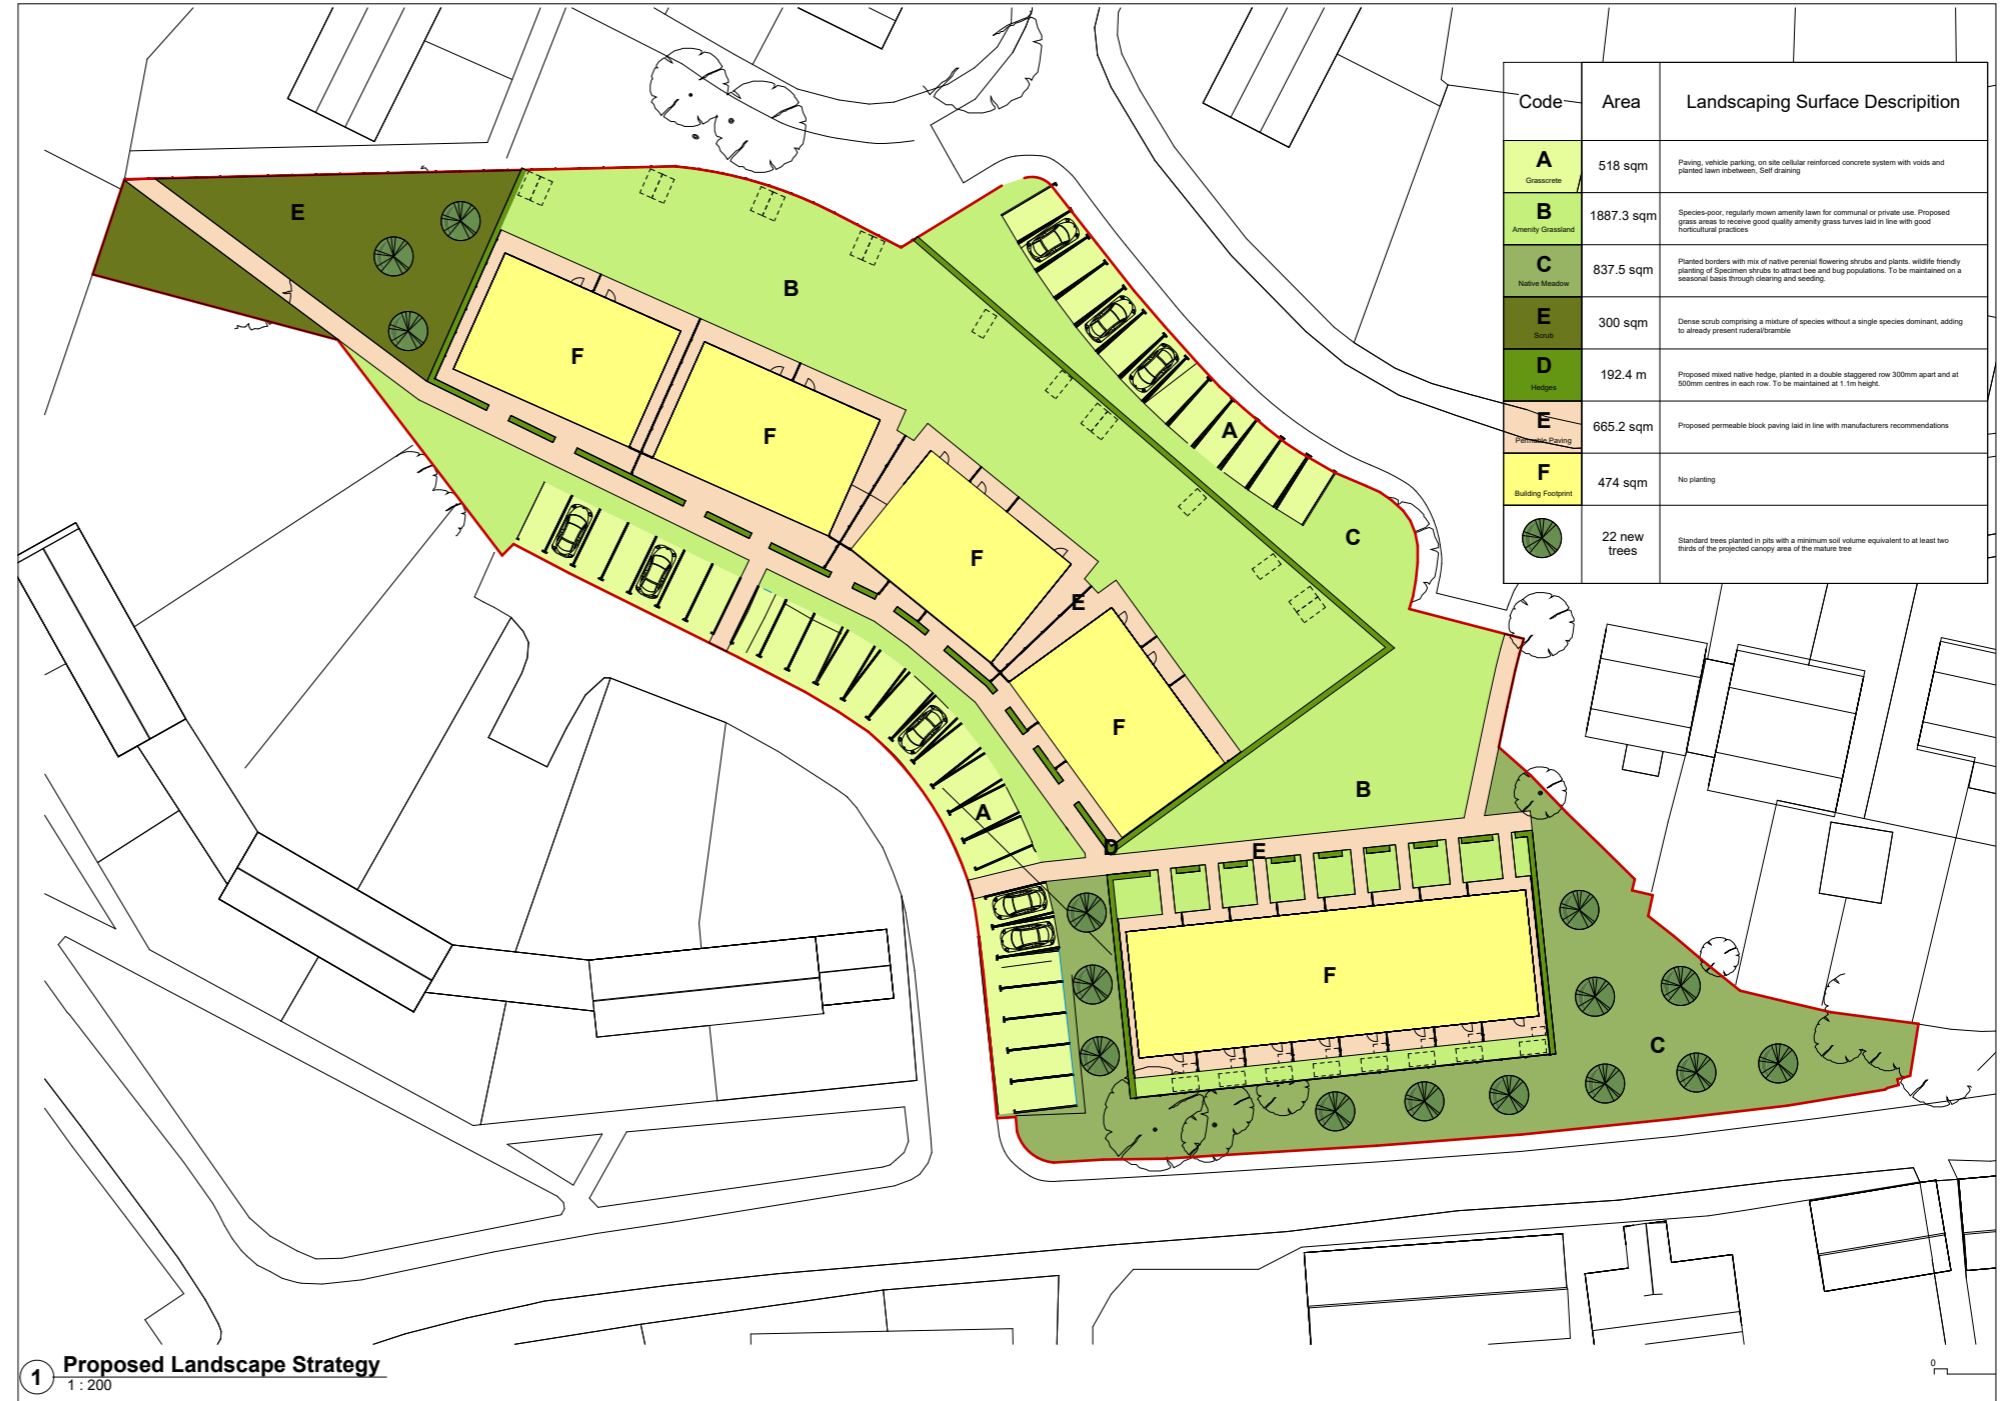 Code Area Landscaping Surface Descripition
A
Grasscrete
518 sqm
Paving, vehicle parking, on site cellular reinforced concrete system with voids and
planted lawn inbetween, Self draining
B
Amenity Grassland
1887.3 sqm
Species-poor, regularly mown amenity lawn for communal or private use. Proposed
grass areas to receive good quality amenity grass turves laid in line with good
horticultural practices
C
Native Meadow
837.5 sqm
Planted borders with mix of native perenial flowering shrubs and plants. wildlife friendly
planting of Specimen shrubs to attract bee and bug populations. To be maintained on a
seasonal basis through clearing and seeding.
E
Scrub
300 sqm
Dense scrub comprising a mixture of species without a single species dominant, adding
to already present ruderal/bramble
D
Hedges
192.4 m
Proposed mixed native hedge, planted in a double staggered row 300mm apart and at
500mm centres in each row. To be maintained at 1.1m height.
E
Permable Paving
665.2 sqm
Proposed permeable block paving laid in line with manufacturers recommendations
F
Building Footprint
474 sqm
No planting
22 new
trees
Standard trees planted in pits with a minimum soil volume equivalent to at least two
thirds of the projected canopy area of the mature tree
E
B
F
F
A
C
F
E
F
B
A
D
E
F
C
1 Proposed Landscape Strategy
1 : 200
0